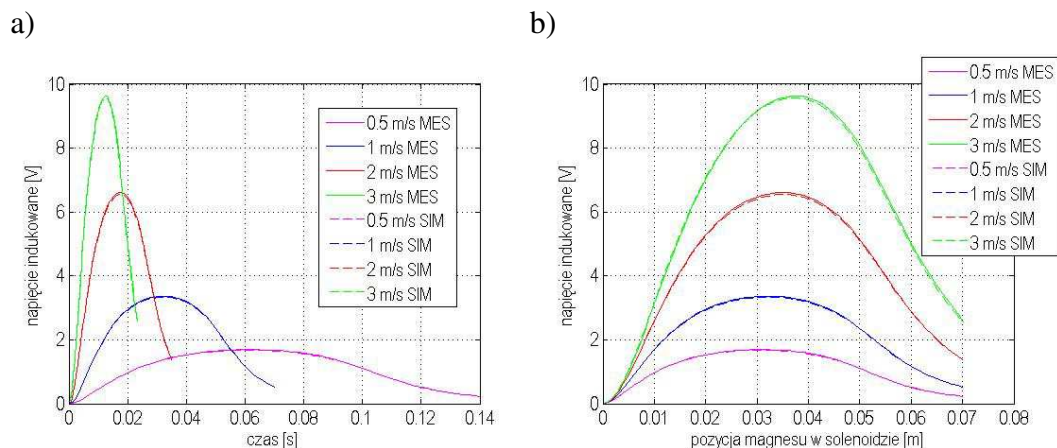 a)
b)
napięcie indukowane [V]
10
8
6
4
2
0
0
0.02
0.04
0.06
0.08
0.1
0.12
0.14
czas [s]
0.5 m/s MES
1 m/s MES
2 m/s MES
3 m/s MES
0.5 m/s SIM
1 m/s SIM
2 m/s SIM
3 m/s SIM
napięcie indukowane [V]
10
8
6
4
2
0
0
0.01
0.02
0.03
0.04
0.05
0.06
0.07
0.08
pozycja magnesu w solenoidzie [m]
0.5 m/s MES
1 m/s MES
2 m/s MES
3 m/s MES
0.5 m/s SIM
1 m/s SIM
2 m/s SIM
3 m/s SIM